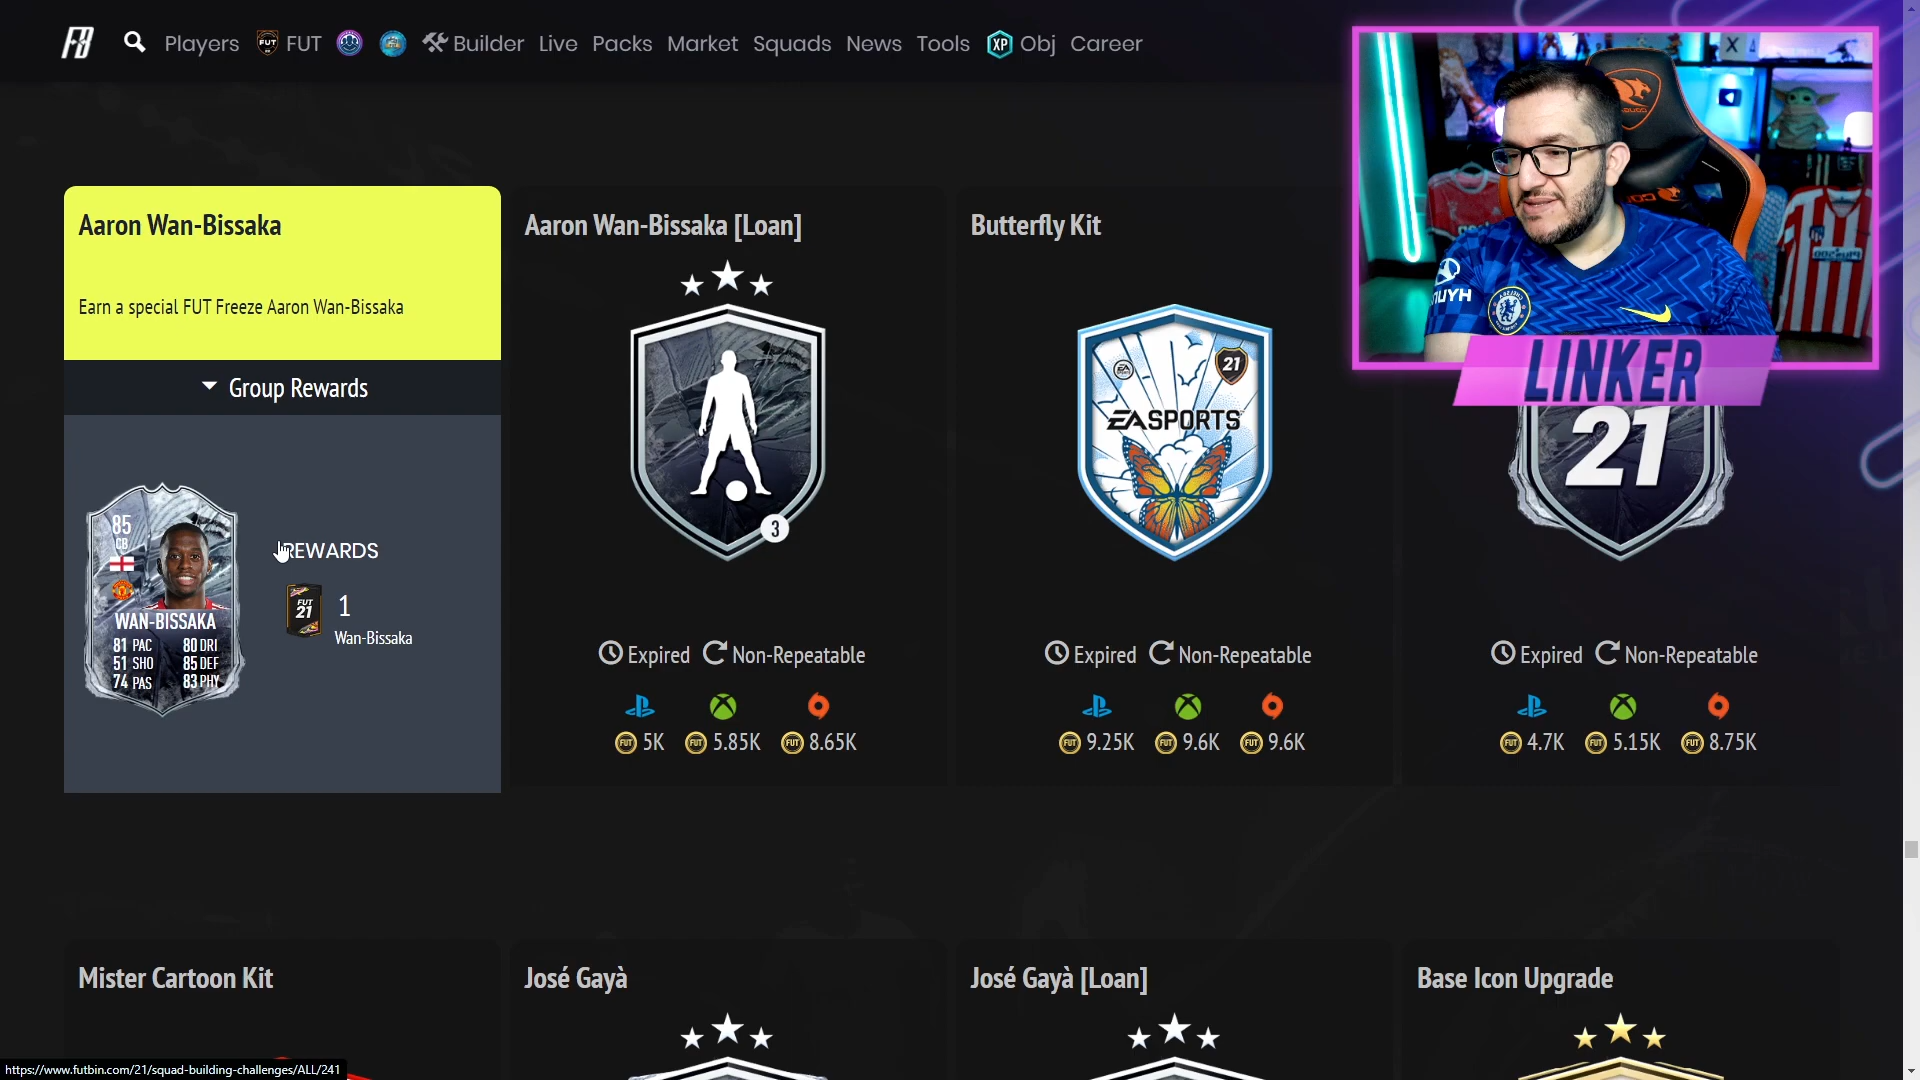 FB Players FUT Builder Live Packs Market Squads News Tools XP Obj Career
X
HYUN
LINKER
Aaron Wan-Bissaka
Earn a special FUT Freeze Aaron Wan-Bissaka
Group Rewards
85
CB
WAN-BISSAKA
81 PAC 80 DRI
51 SHO 85 DEF
74 PAS 83 PHY
REWARDS
FUT 21
1
Wan-Bissaka
Aaron Wan-Bissaka [Loan]
3
Expired Non-Repeatable
5K 5.85K 8.65K
Butterfly Kit
21
EA SPORTS
Expired Non-Repeatable
9.25K 9.6K 9.6K
21
Expired Non-Repeatable
4.7K 5.15K 8.75K
Mister Cartoon Kit
José Gayà
José Gayà [Loan]
Base Icon Upgrade
https://www.futbin.com/21/squad-building-challenges/ALL/241